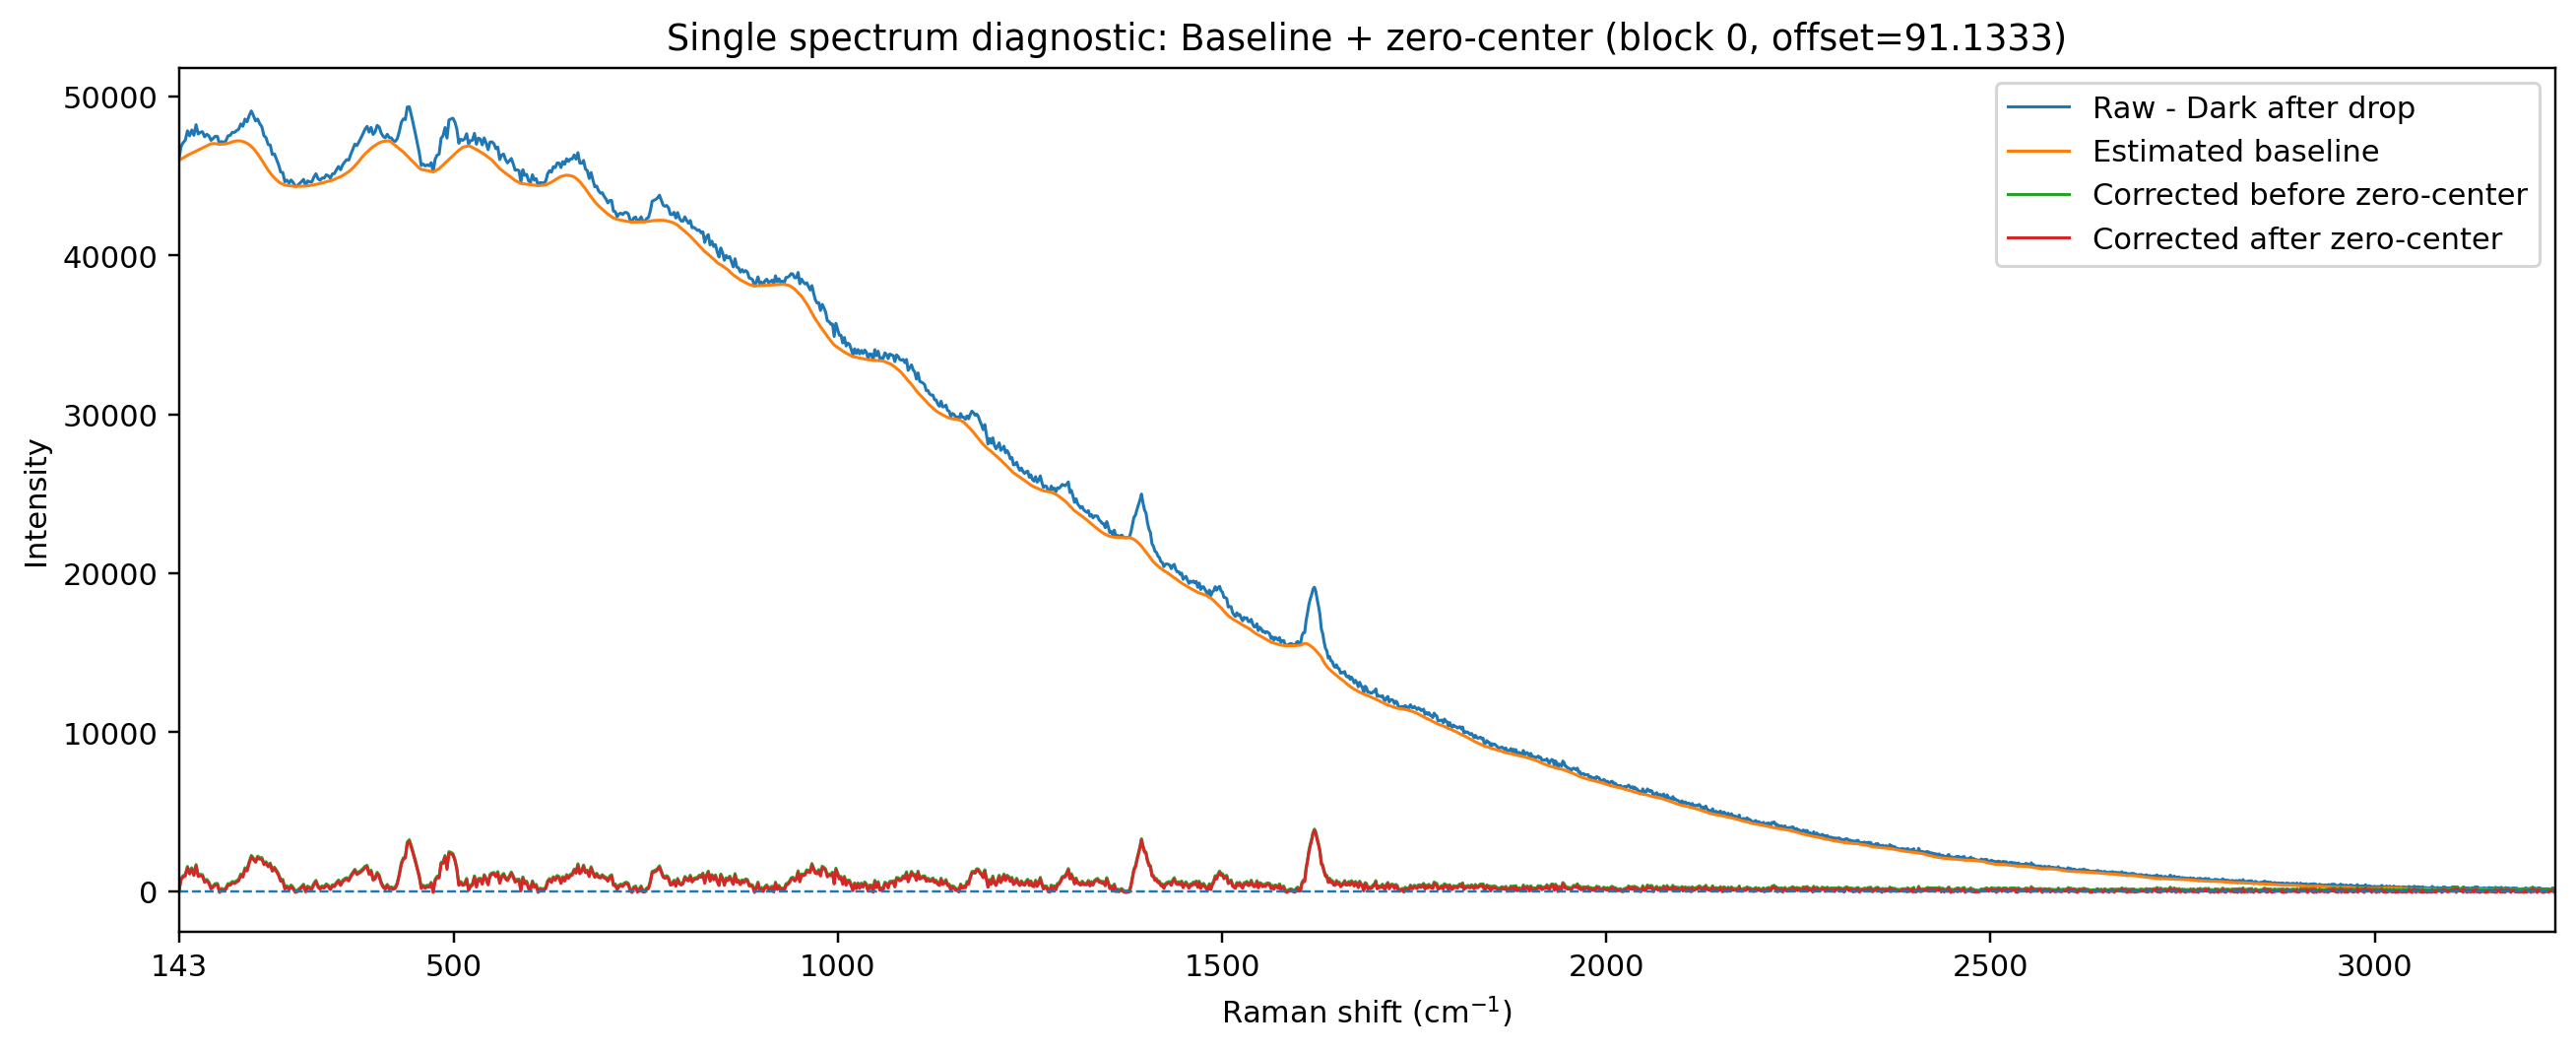 Single spectrum diagnostic: Baseline + zero-center (block 0, offset=91.1333)
Raw - Dark after drop
Estimated baseline
Corrected before zero-center
Corrected after zero-center
Intensity
50000
40000
30000
20000
10000
0
143 500 1000 1500 2000 2500 3000
Raman shift (cm⁻¹)